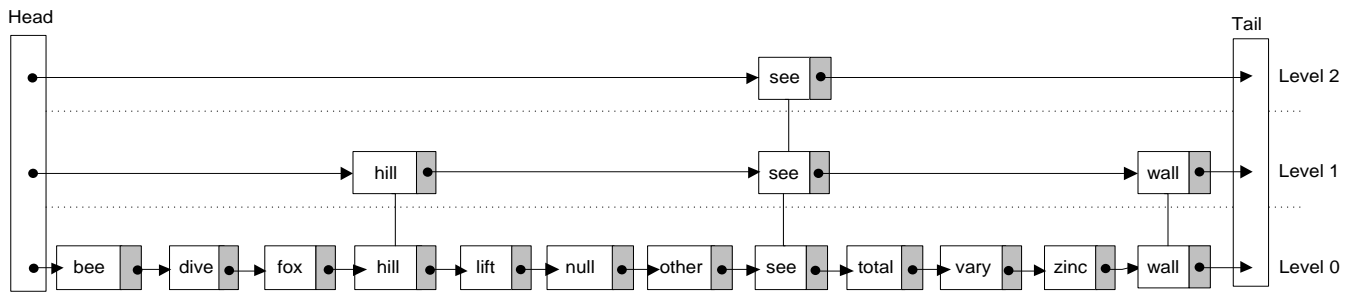 Head
Tail
see Level 2
hill see wall Level 1
bee dive fox hill lift null other see total vary zinc wall Level 0